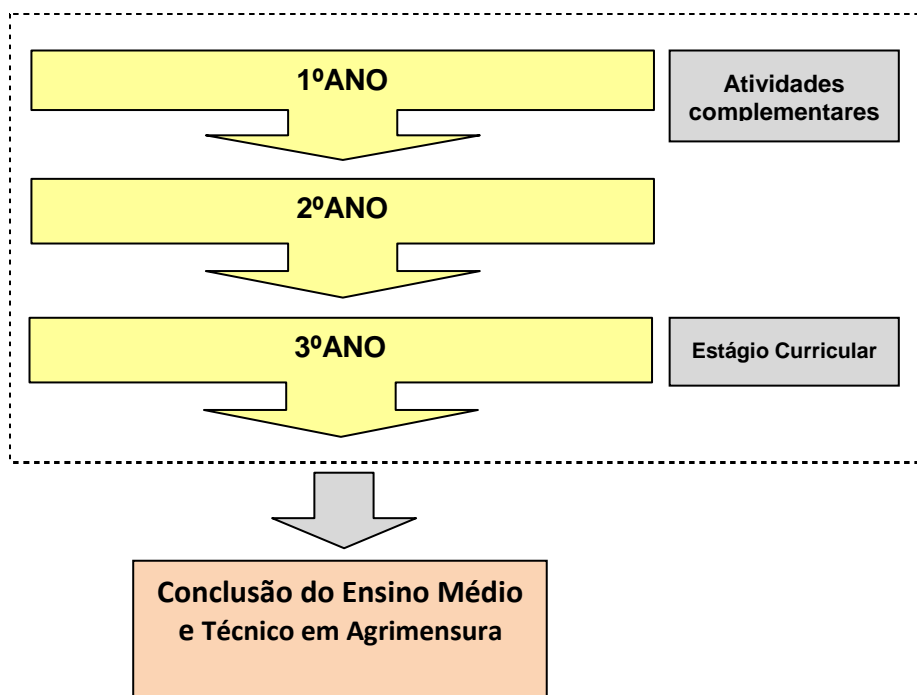 1ºANO
Atividades
complementares
2ºANO
3ºANO
Estágio Curricular
Conclusão do Ensino Médio
e Técnico em Agrimensura